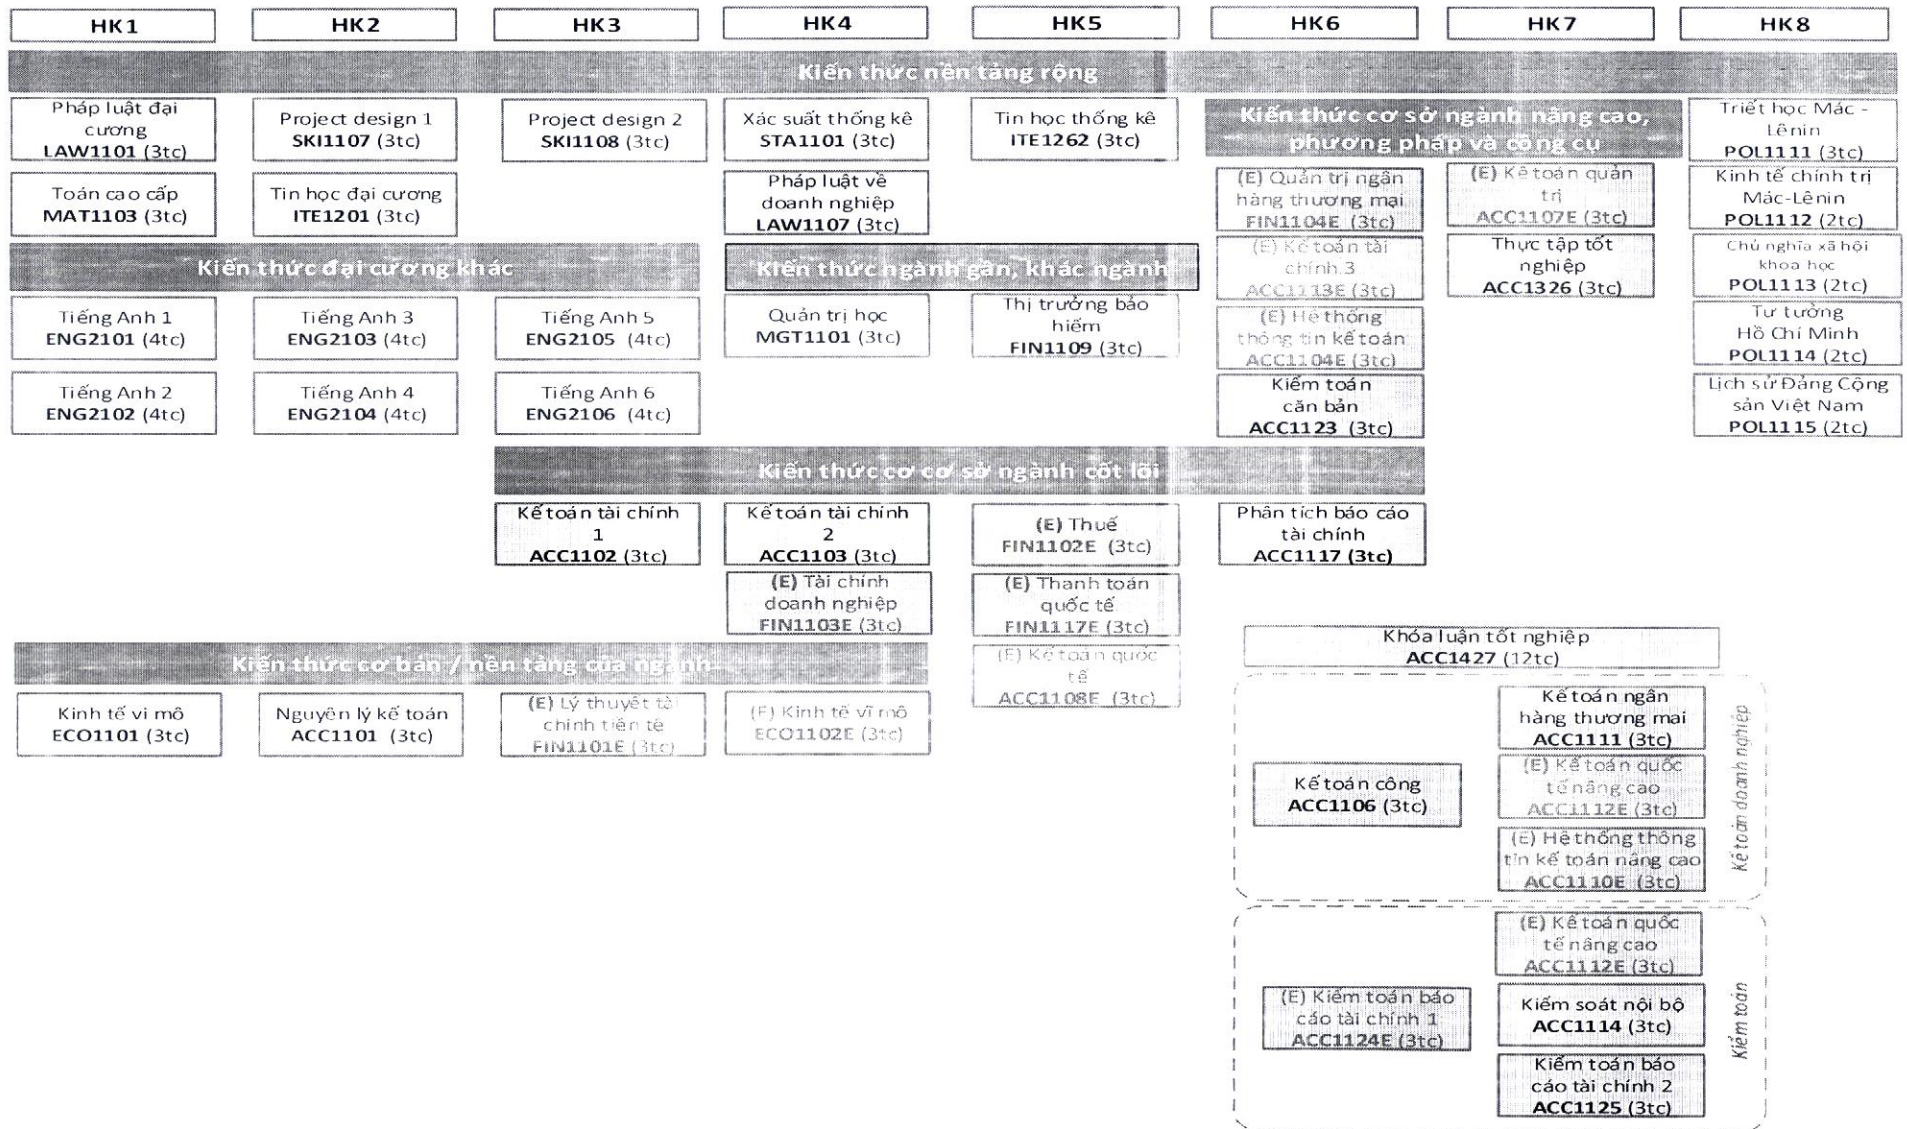 HK1
HK2
HK3
HK4
HK5
HK6
HK7
HK8
Kiến thức nền tảng rộng
Pháp luật đại
cương
LAW1101 (3tc)
Project design 1
SKI1107 (3tc)
Project design 2
SKI1108 (3tc)
Xác suất thống kê
STA1101 (3tc)
Tin học thống kê
ITE1262 (3tc)
Kiến thức cơ sở ngành nâng cao,
phương pháp và công cụ
Triết học Mác -
Lênin
POL1111 (3tc)
Toán cao cấp
MAT1103 (3tc)
Tin học đại cương
ITE1201 (3tc)
Pháp luật về
doanh nghiệp
LAW1107 (3tc)
(E) Quản trị ngân
hàng thương mại
FIN1104E (3tc)
(E) Kế toán quản
trị
ACC1107E (3tc)
Kinh tế chính trị
Mác-Lênin
POL1112 (2tc)
Kiến thức đại cương khác
Kiến thức ngành gần, khác ngành
(E) Kế toán tài
chính 3
ACC1113E (3tc)
Thực tập tốt
nghiệp
ACC1326 (3tc)
Chủ nghĩa xã hội
khoa học
POL1113 (2tc)
Tiếng Anh 1
ENG2101 (4tc)
Tiếng Anh 3
ENG2103 (4tc)
Tiếng Anh 5
ENG2105 (4tc)
Quản trị học
MGT1101 (3tc)
Thị trường bảo
hiểm
FIN1109 (3tc)
(E) Hệ thống
thông tin kế toán
ACC1104E (3tc)
Tư tưởng
Hồ Chí Minh
POL1114 (2tc)
Tiếng Anh 2
ENG2102 (4tc)
Tiếng Anh 4
ENG2104 (4tc)
Tiếng Anh 6
ENG2106 (4tc)
Kiểm toán
căn bản
ACC1123 (3tc)
Lịch sử Đảng Cộng
sản Việt Nam
POL1115 (2tc)
Kiến thức cơ cơ sở ngành cốt lõi
Kế toán tài chính
1
ACC1102 (3tc)
Kế toán tài chính
2
ACC1103 (3tc)
(E) Thuế
FIN1102E (3tc)
Phân tích báo cáo
tài chính
ACC1117 (3tc)
(E) Tài chính
doanh nghiệp
FIN1103E (3tc)
(E) Thanh toán
quốc tế
FIN1117E (3tc)
Kiến thức cơ bản / nền tảng của ngành
(E) Kế toán quốc
tế
ACC1108E (3tc)
Khóa luận tốt nghiệp
ACC1427 (12tc)
Kinh tế vi mô
ECO1101 (3tc)
Nguyên lý kế toán
ACC1101 (3tc)
(E) Lý thuyết tài
chính tiền tệ
FIN1101E (3tc)
(E) Kinh tế vĩ mô
ECO1102E (3tc)
Kế toán công
ACC1106 (3tc)
Kế toán ngân
hàng thương mai
ACC1111 (3tc)
(E) Kế toán quốc
tế nâng cao
ACC1112E (3tc)
(E) Hệ thống thông
tin kế toán nâng cao
ACC1110E (3tc)
Kế toán doanh nghiệp
(E) Kiểm toán báo
cáo tài chính 1
ACC1124E (3tc)
(E) Kế toán quốc
tế nâng cao
ACC1112E (3tc)
Kiểm soát nội bộ
ACC1114 (3tc)
Kiểm toán báo
cáo tài chính 2
ACC1125 (3tc)
Kiểm toán